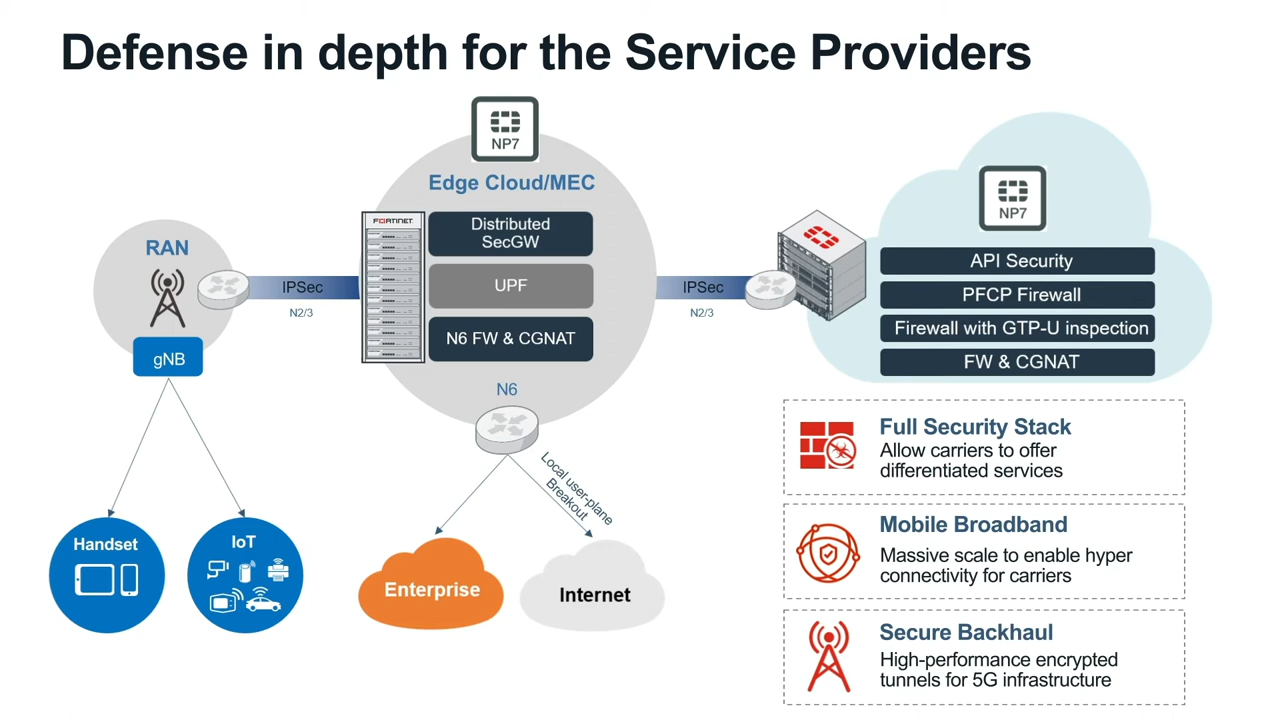 Defense in depth for the Service Providers
NP7
Edge Cloud/MEC
FORTINET
Distributed
SecGW
UPF
N6 FW & CGNAT
N6
RAN
gNB
IPSec
N2/3
IPSec
N2/3
NP7
API Security
PFCP Firewall
Firewall with GTP-U inspection
FW & CGNAT
Handset
IoT
Local user-plane
Breakout
Enterprise
Internet
Full Security Stack
Allow carriers to offer
differentiated services
Mobile Broadband
Massive scale to enable hyper
connectivity for carriers
Secure Backhaul
High-performance encrypted
tunnels for 5G infrastructure